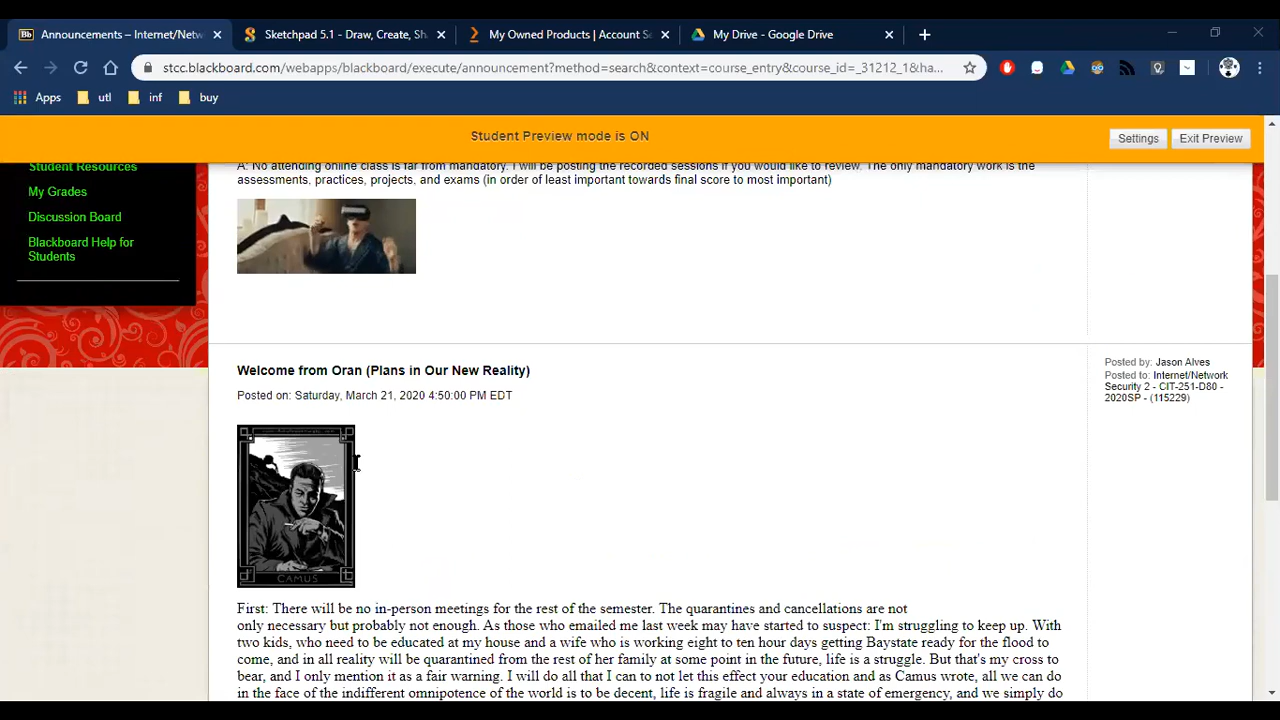 Announcements – Internet/Netw
Sketchpad 5.1 - Draw, Create, Sha
My Owned Products | Account Se
My Drive - Google Drive
stcc.blackboard.com/webapps/blackboard/execute/announcement?method=search&context=course_entry&course_id=_31212_1&ha...
Apps utl inf buy
Student Preview mode is ON
Settings
Exit Preview
Student Resources
My Grades
Discussion Board
Blackboard Help for
Students
A: No attending online class is far from mandatory. I will be posting the recorded sessions if you would like to review. The only mandatory work is the
assessments, practices, projects, and exams (in order of least important towards final score to most important)
Welcome from Oran (Plans in Our New Reality)
Posted on: Saturday, March 21, 2020 4:50:00 PM EDT
Posted by: Jason Alves
Posted to: Internet/Network
Security 2 - CIT-251-D80 -
2020SP - (115229)
CAMUS
First: There will be no in-person meetings for the rest of the semester. The quarantines and cancellations are not
only necessary but probably not enough. As those who emailed me last week may have started to suspect: I'm struggling to keep up. With
two kids, who need to be educated at my house and a wife who is working eight to ten hour days getting Baystate ready for the flood to
come, and in all reality will be quarantined from the rest of her family at some point in the future, life is a struggle. But that's my cross to
bear, and I only mention it as a fair warning. I will do all that I can to not let this effect your education and as Camus wrote, all we can do
in the face of the indifferent omnipotence of the world is to be decent, life is fragile and always in a state of emergency, and we simply do